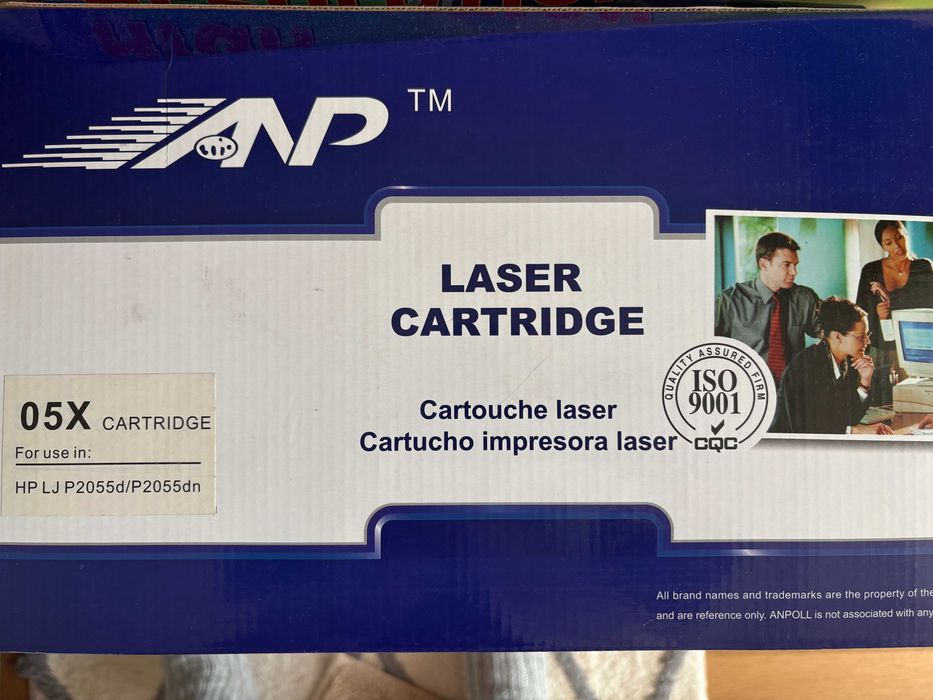 ANP TM
LASER
CARTRIDGE
Cartouche laser
Cartucho impresora laser
QUALITY ASSURED FIRM
ISO
9001
CQC
05X CARTRIDGE
For use in:
HP LJ P2055d/P2055dn
All brand names and trademarks are the property of the
and are reference only. ANPOLL is not associated with any